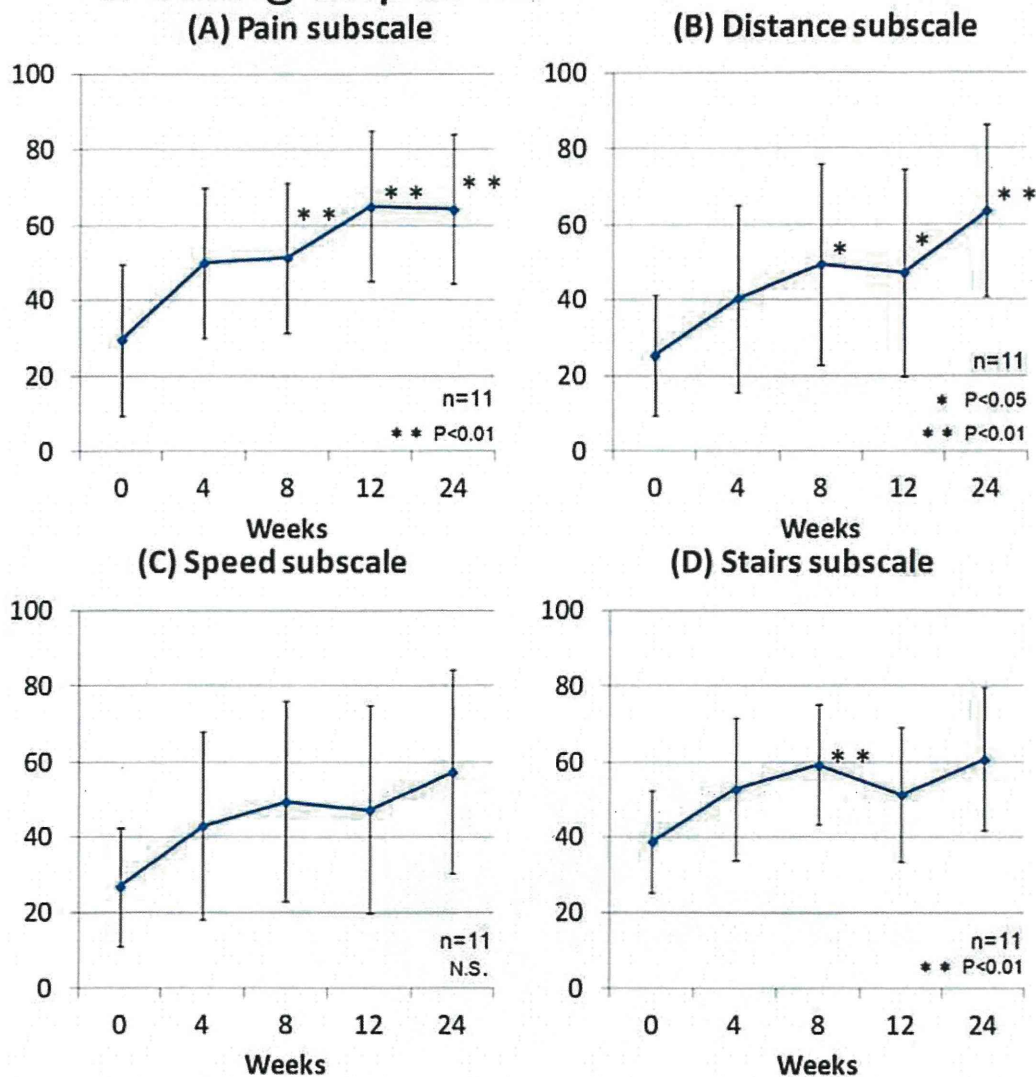 (A) Pain subscale
100
80
60
40
20
0
* *
* *
* *
n=11
* * P<0.01
0 4 8 12 24
Weeks
(B) Distance subscale
100
80
60
40
20
0
*
*
* *
n=11
* P<0.05
* * P<0.01
0 4 8 12 24
Weeks
(C) Speed subscale
100
80
60
40
20
0
n=11
N.S.
0 4 8 12 24
Weeks
(D) Stairs subscale
100
80
60
40
20
0
* *
n=11
* * P<0.01
0 4 8 12 24
Weeks